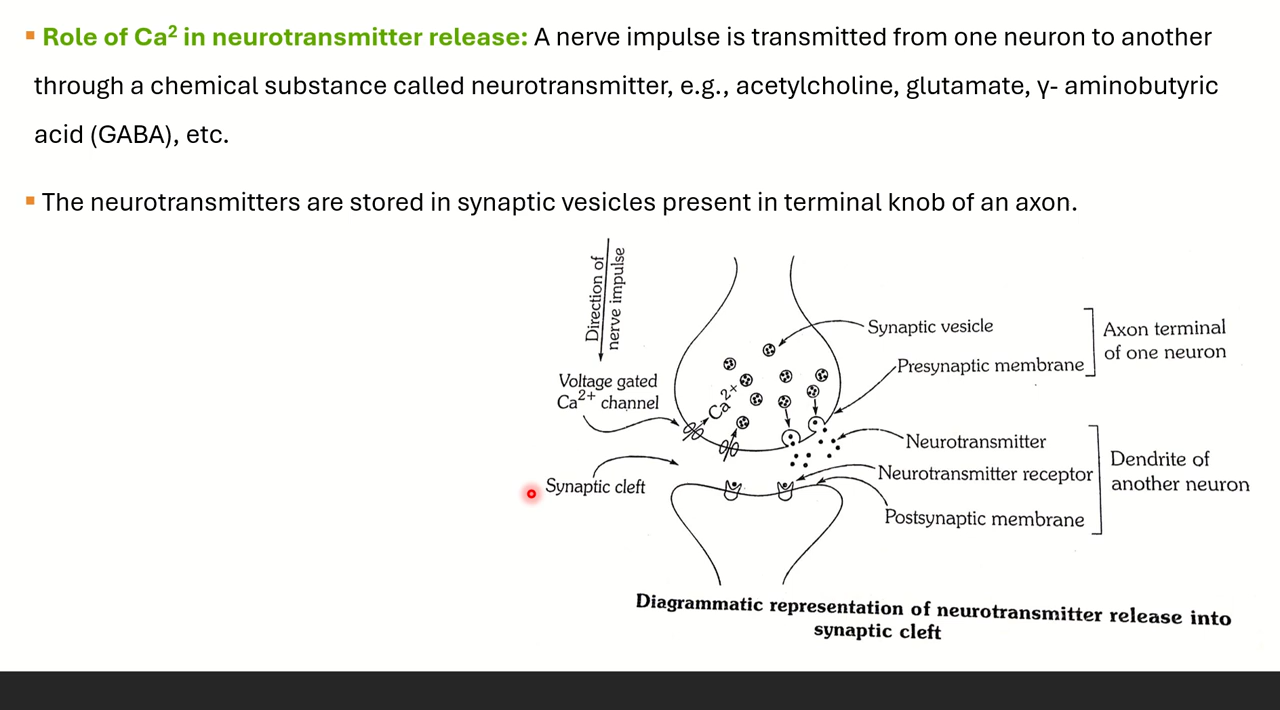 ▪ Role of Ca² in neurotransmitter release: A nerve impulse is transmitted from one neuron to another
through a chemical substance called neurotransmitter, e.g., acetylcholine, glutamate, γ- aminobutyric
acid (GABA), etc.
▪ The neurotransmitters are stored in synaptic vesicles present in terminal knob of an axon.
Direction of
nerve impulse
Synaptic vesicle
Presynaptic membrane
Axon terminal
of one neuron
Voltage gated
Ca²⁺ channel
Ca²⁺
Neurotransmitter
Neurotransmitter receptor
Postsynaptic membrane
Dendrite of
another neuron
Synaptic cleft
Diagrammatic representation of neurotransmitter release into
synaptic cleft